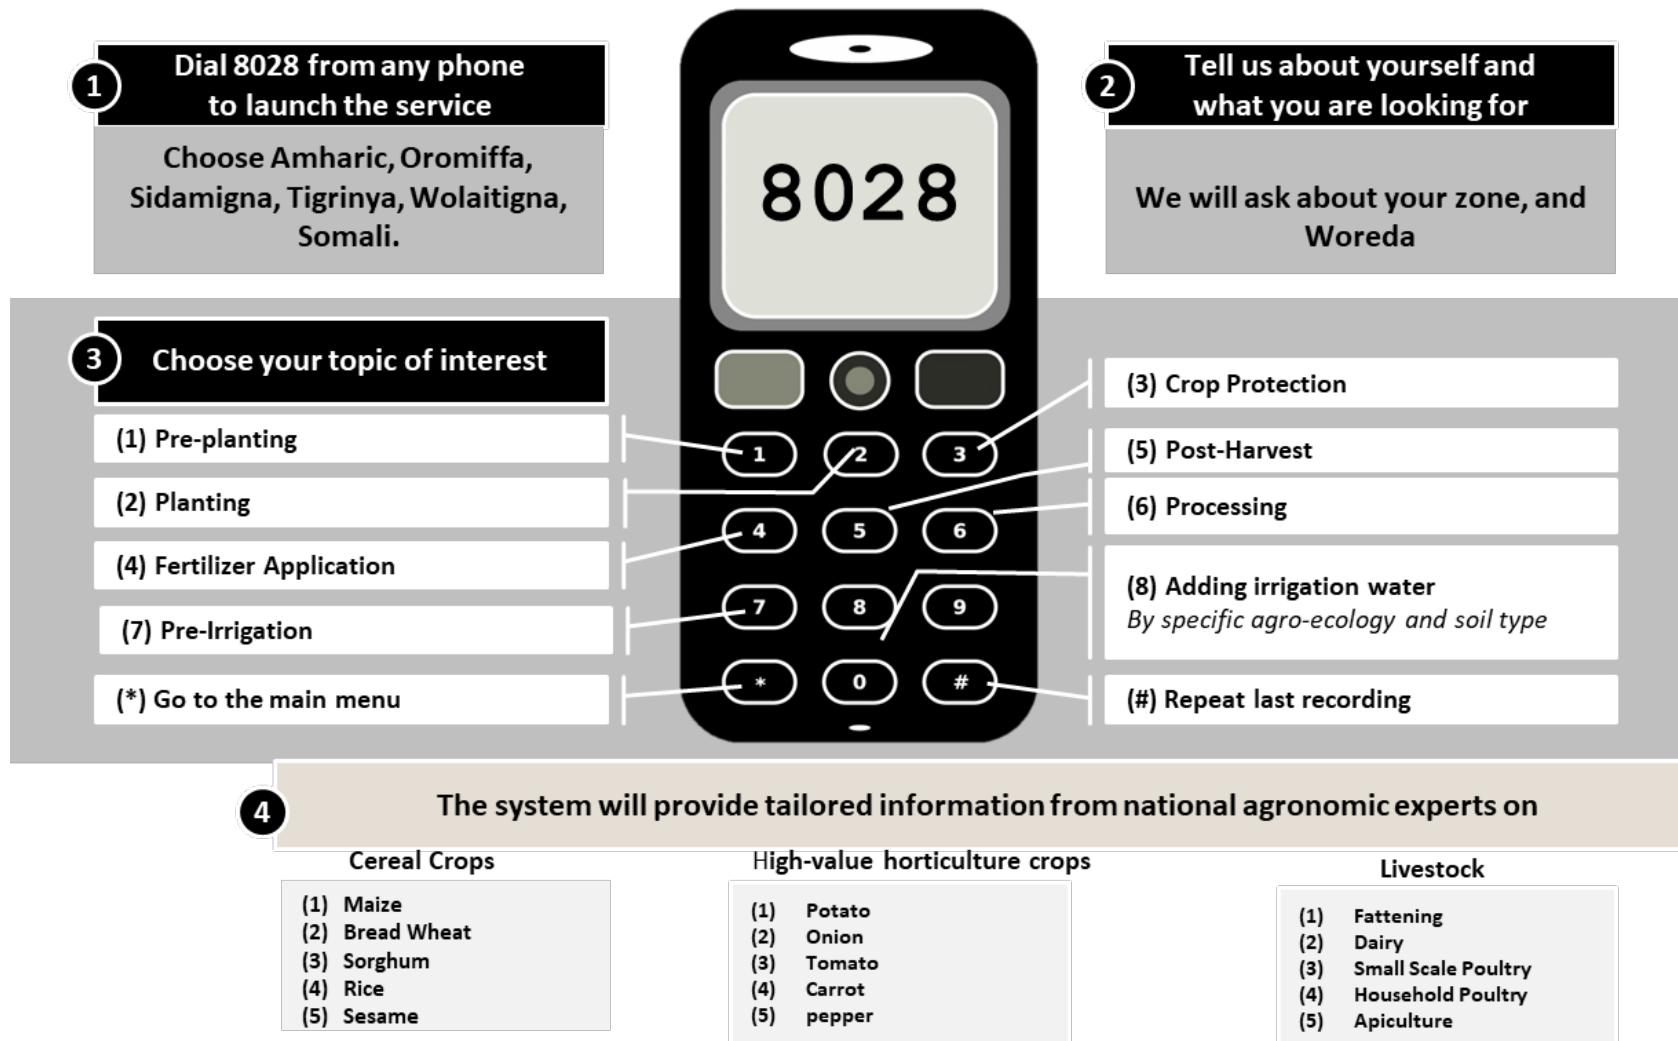 1
Dial 8028 from any phone
to launch the service
Choose Amharic, Oromiffa,
Sidamigna, Tigrinya, Wolaitigna,
Somali.
8028
2
Tell us about yourself and
what you are looking for
We will ask about your zone, and
Woreda
3
Choose your topic of interest
(1) Pre-planting
(2) Planting
(4) Fertilizer Application
(7) Pre-Irrigation
(*) Go to the main menu
1 2 3
4 5 6
7 8 9
* 0 #
(3) Crop Protection
(5) Post-Harvest
(6) Processing
(8) Adding irrigation water
By specific agro-ecology and soil type
(#) Repeat last recording
4
The system will provide tailored information from national agronomic experts on
Cereal Crops
(1) Maize
(2) Bread Wheat
(3) Sorghum
(4) Rice
(5) Sesame
High-value horticulture crops
(1) Potato
(2) Onion
(3) Tomato
(4) Carrot
(5) pepper
Livestock
(1) Fattening
(2) Dairy
(3) Small Scale Poultry
(4) Household Poultry
(5) Apiculture